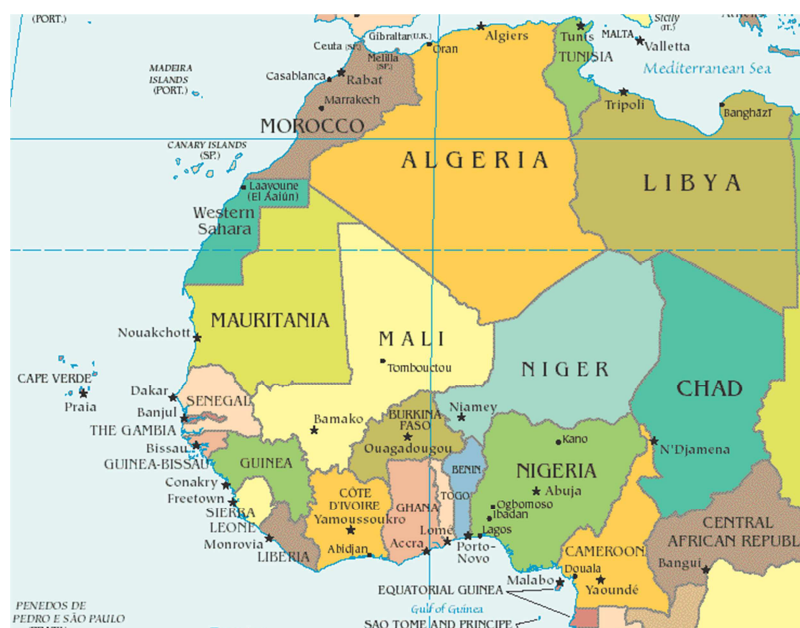 (PORT.)
Gibraltar(U.K.)
Ceuta (SP.)
Melilla
(SP.)
Oran
Algiers
Tunis
MALTA
Sicily
(IT.)
Valletta
TUNISIA
Mediterranean Sea
MADEIRA
ISLANDS
(PORT.)
Casablanca
Rabat
Marrakech
MOROCCO
Tripoli
Banghāzī
CANARY ISLANDS
(SP.)
ALGERIA
LIBYA
Laayoune
(El Aaiún)
Western
Sahara
MAURITANIA
Nouakchott
MALI
Tombouctou
NIGER
CHAD
CAPE VERDE
Praia
Dakar
SENEGAL
Banjul
THE GAMBIA
Bissau
GUINEA-BISSAU
Bamako
BURKINA
FASO
Ouagadougou
Niamey
Kano
N'Djamena
GUINEA
Conakry
Freetown
SIERRA
LEONE
Monrovia
LIBERIA
CÔTE
D'IVOIRE
Yamoussoukro
Abidjan
GHANA
Accra
TOGO
Lomé
BENIN
Porto-
Novo
NIGERIA
Abuja
Ogbomoso
Ibadan
Lagos
CENTRAL
AFRICAN REPUBL
Bangui
CAMEROON
Douala
Yaoundé
Malabo
EQUATORIAL GUINEA
Gulf of Guinea
SAO TOME AND PRINCIPE
PENEDOS DE
PEDRO E SÃO PAULO